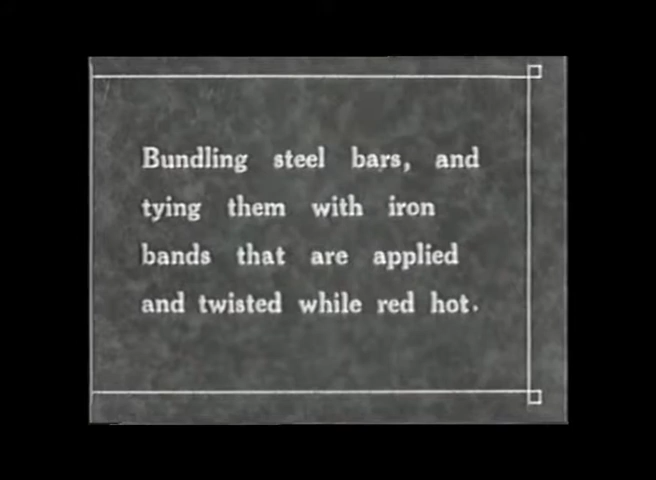 Bundling steel bars, and
tying them with iron
bands that are applied
and twisted while red hot.